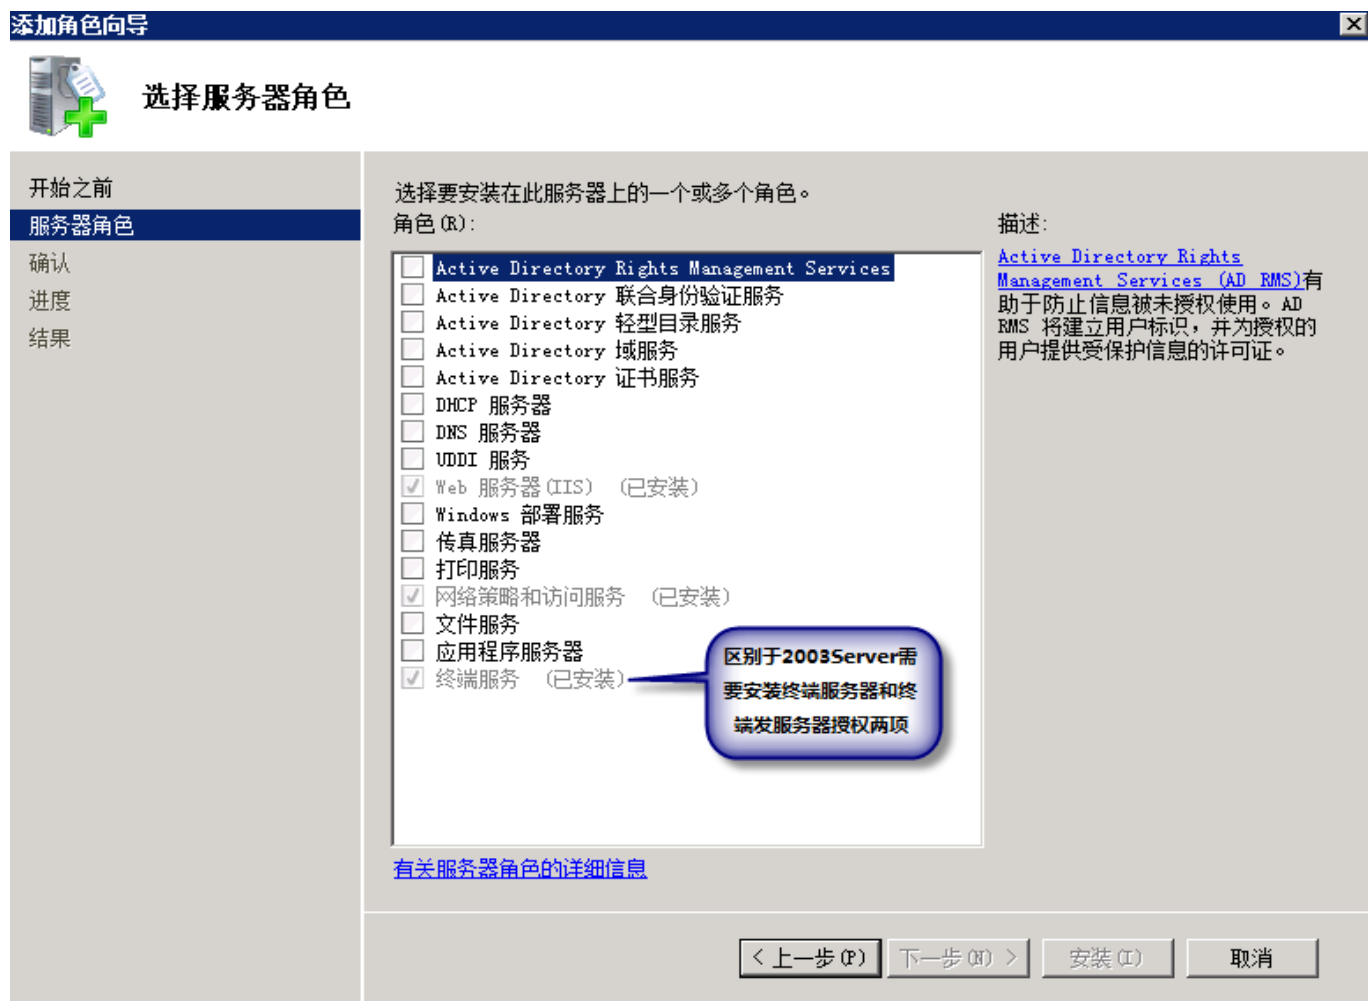 添加角色向导
选择服务器角色
开始之前
服务器角色
确认
进度
结果
选择要安装在此服务器上的一个或多个角色。
角色(R):
Active Directory Rights Management Services
Active Directory 联合身份验证服务
Active Directory 轻型目录服务
Active Directory 域服务
Active Directory 证书服务
DHCP 服务器
DNS 服务器
UDDI 服务
Web 服务器(IIS) (已安装)
Windows 部署服务
传真服务器
打印服务
网络策略和访问服务 (已安装)
文件服务
应用程序服务器
终端服务 (已安装)
区别于2003Server需
要安装终端服务器和终
端发服务器授权两项
有关服务器角色的详细信息
描述:
Active Directory Rights
Management Services (AD RMS)有
助于防止信息被未授权使用。AD
RMS 将建立用户标识，并为授权的
用户提供受保护信息的许可证。
< 上一步(P)
下一步(N) >
安装(I)
取消